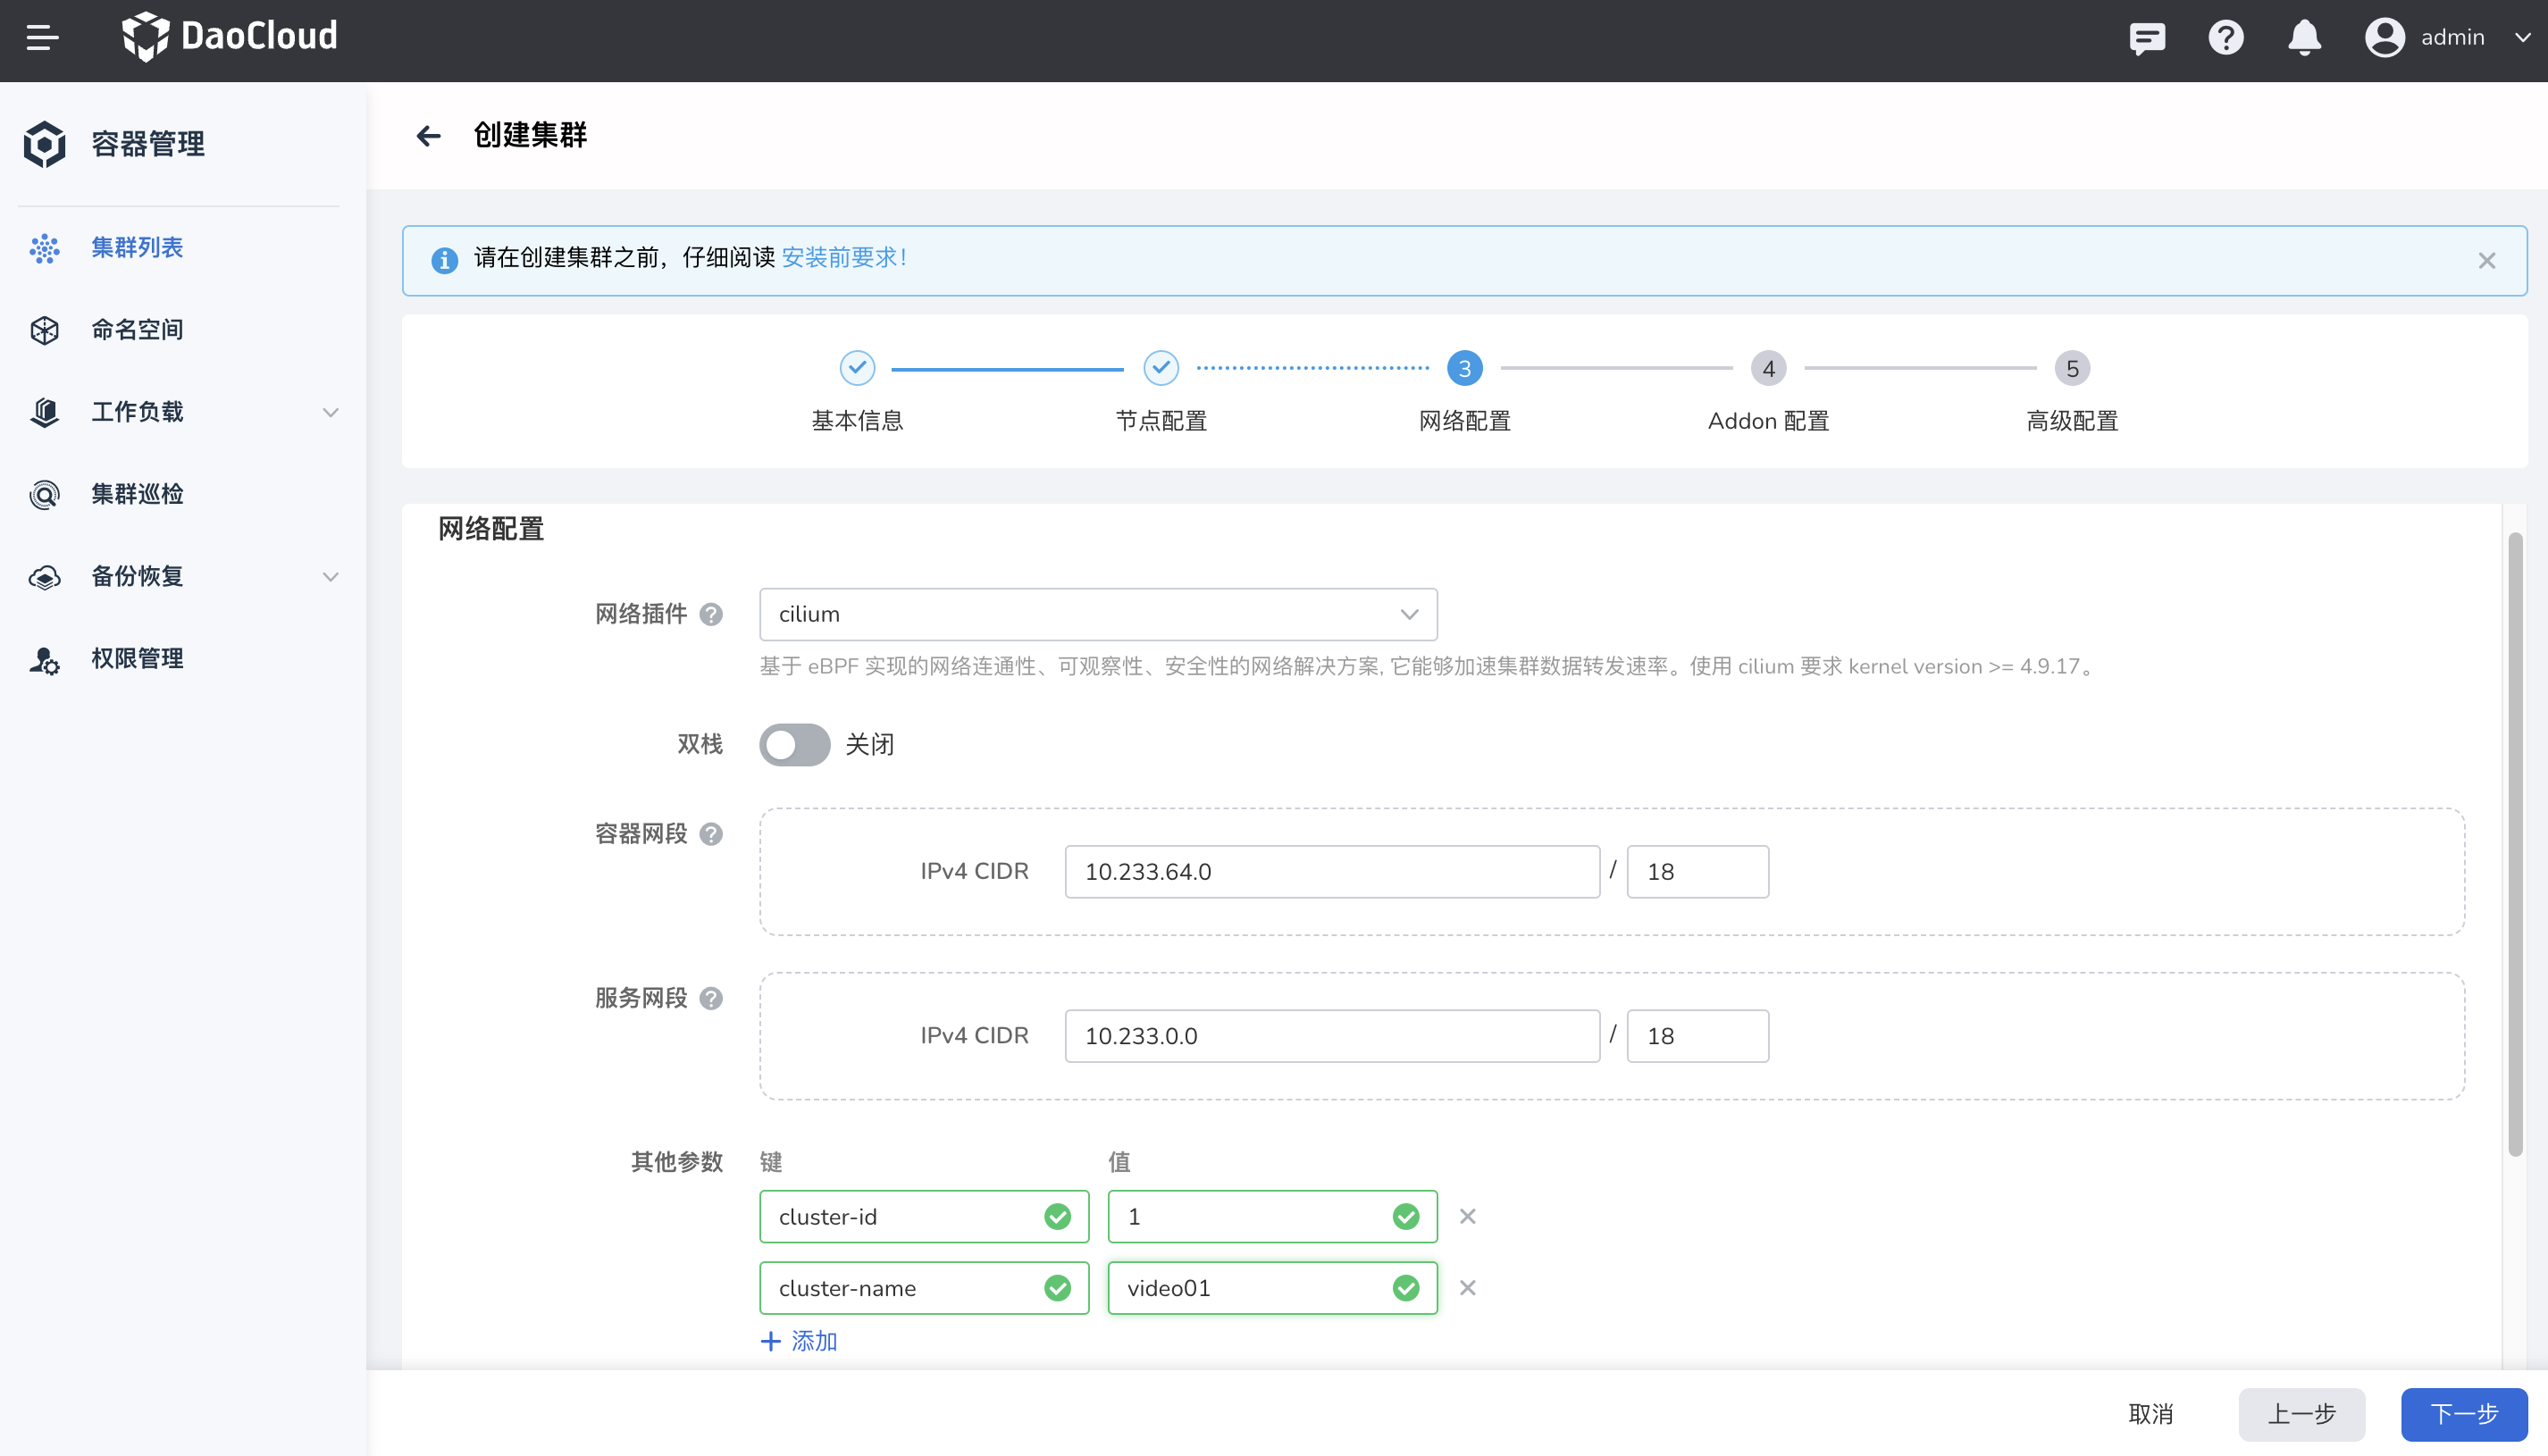 DaoCloud
admin
容器管理
集群列表
命名空间
工作负载
集群巡检
备份恢复
权限管理
创建集群
请在创建集群之前，仔细阅读 安装前要求！
3
4
5
基本信息
节点配置
网络配置
Addon 配置
高级配置
网络配置
网络插件
cilium
基于 eBPF 实现的网络连通性、可观察性、安全性的网络解决方案, 它能够加速集群数据转发速率。使用 cilium 要求 kernel version >= 4.9.17。
双栈
关闭
容器网段
IPv4 CIDR
10.233.64.0
/
18
服务网段
IPv4 CIDR
10.233.0.0
/
18
其他参数
键
值
cluster-id
1
cluster-name
video01
添加
取消
上一步
下一步